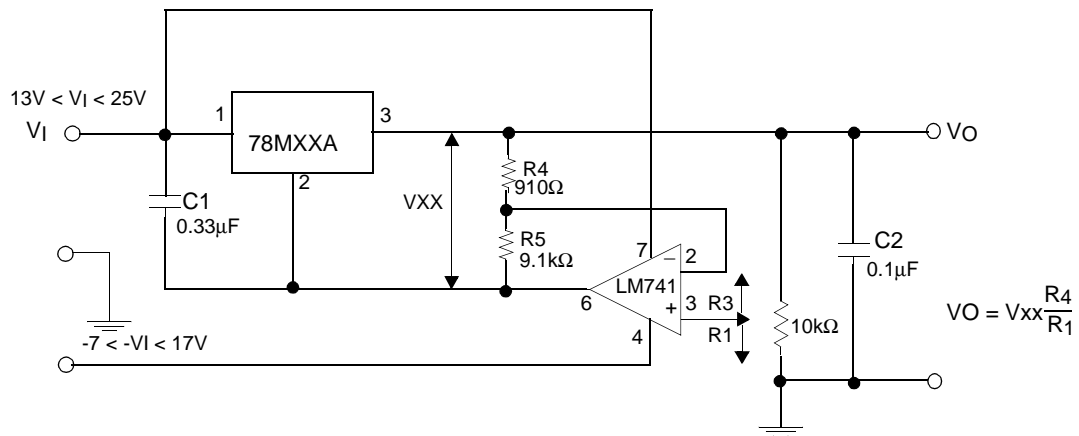 13V < VI < 25V
VI
1
78MXXA
3
2
C1
0.33µF
VXX
R4
910Ω
R5
9.1kΩ
7
−
2
LM741
6
+
3
4
R3
R1
10kΩ
C2
0.1µF
VO
VO = Vxx R4/R1
-7 < -VI < 17V